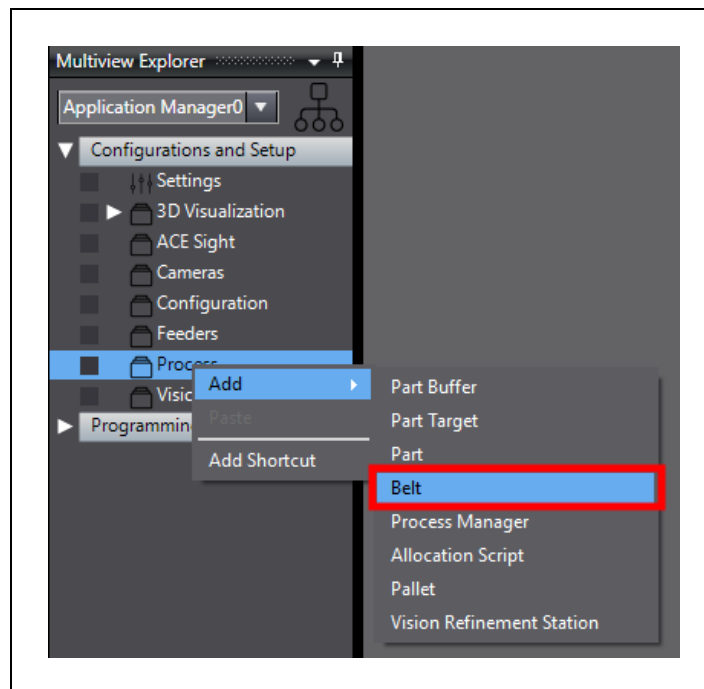 Multiview Explorer
Application Manager0
Configurations and Setup
Settings
3D Visualization
ACE Sight
Cameras
Configuration
Feeders
Process
Add
Paste
Add Shortcut
Part Buffer
Part Target
Part
Belt
Process Manager
Allocation Script
Pallet
Vision Refinement Station